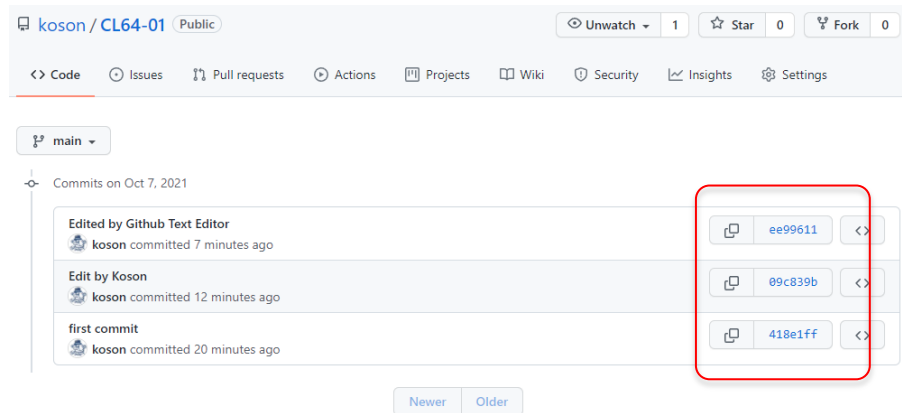 koson / CL64-01 Public Unwatch 1 Star 0 Fork 0
Code Issues Pull requests Actions Projects Wiki Security Insights Settings
main
Commits on Oct 7, 2021
Edited by Github Text Editor
koson committed 7 minutes ago ee99611
Edit by Koson
koson committed 12 minutes ago 09c839b
first commit
koson committed 20 minutes ago 418e1ff
Newer Older